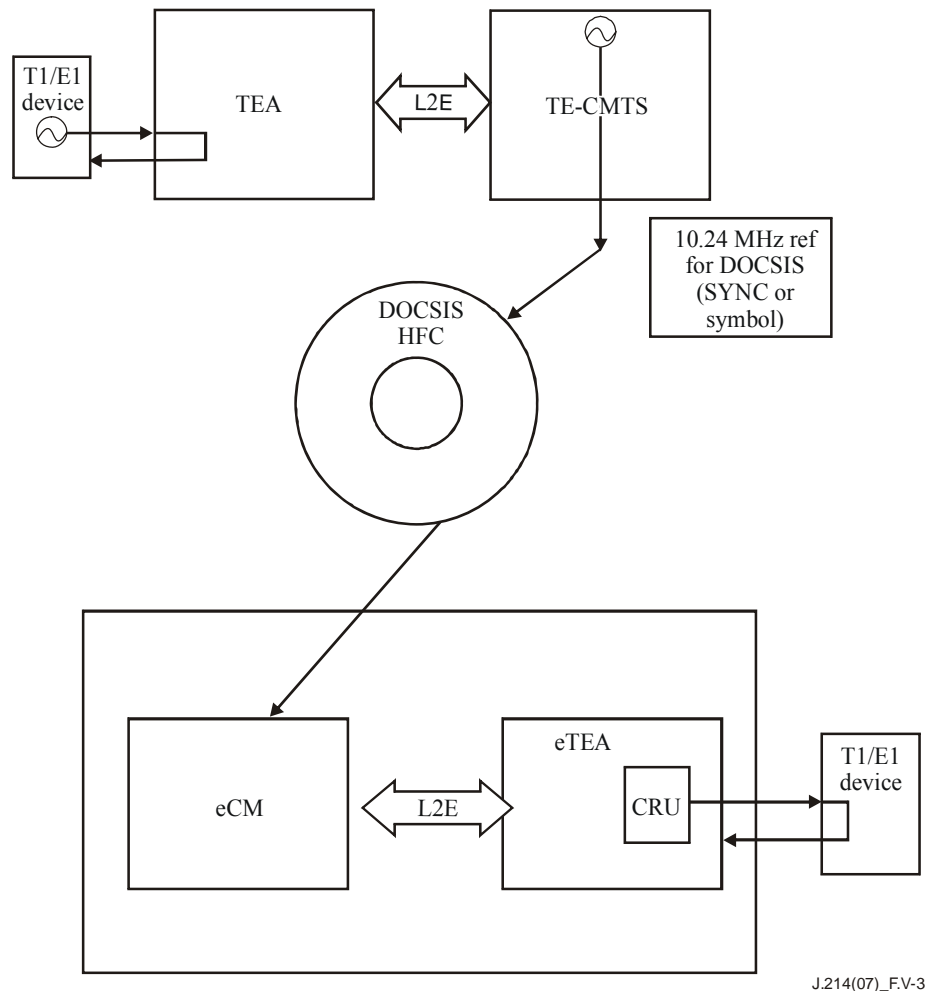 T1/E1
device
TEA
L2E
TE-CMTS
10.24 MHz ref
for DOCSIS
(SYNC or
symbol)
DOCSIS
HFC
eCM
L2E
eTEA
CRU
T1/E1
device
J.214(07)_F.V-3